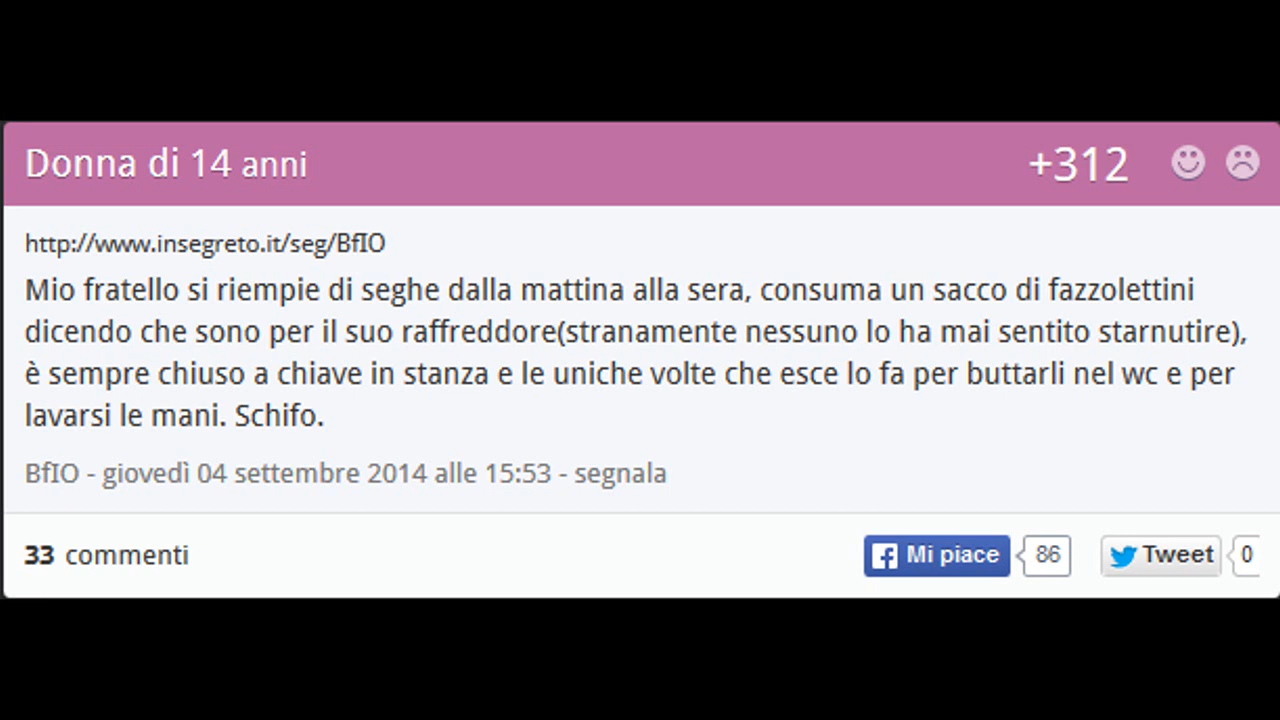 Donna di 14 anni +312
http://www.insegreto.it/seg/BfIO
Mio fratello si riempie di seghe dalla mattina alla sera, consuma un sacco di fazzolettini
dicendo che sono per il suo raffreddore(stranamente nessuno lo ha mai sentito starnutire),
è sempre chiuso a chiave in stanza e le uniche volte che esce lo fa per buttarli nel wc e per
lavarsi le mani. Schifo.
BfIO - giovedì 04 settembre 2014 alle 15:53 - segnala
33 commenti Mi piace 86 Tweet 0